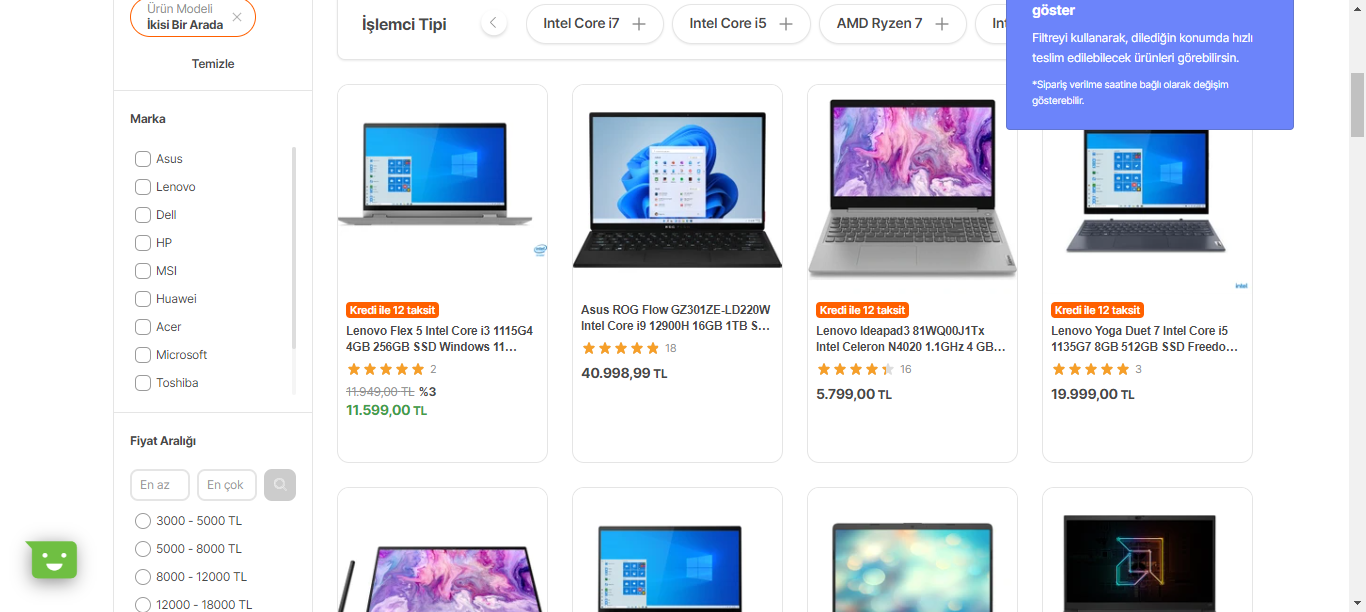 Ürün Modeli
İkisi Bir Arada
Temizle
Marka
Asus
Lenovo
Dell
HP
MSI
Huawei
Acer
Microsoft
Toshiba
Fiyat Aralığı
En az
En çok
3000 - 5000 TL
5000 - 8000 TL
8000 - 12000 TL
12000 - 18000 TL
İşlemci Tipi
Intel Core i7
Intel Core i5
AMD Ryzen 7
göster
Filtreyi kullanarak, dilediğin konumda hızlı
teslim edilebilecek ürünleri görebilirsin.
*Sipariş verilme saatine bağlı olarak değişim
gösterebilir.
Kredi ile 12 taksit
Lenovo Flex 5 Intel Core i3 1115G4
4GB 256GB SSD Windows 11...
2
11.949,00 TL %3
11.599,00 TL
Asus ROG Flow GZ301ZE-LD220W
Intel Core i9 12900H 16GB 1TB S...
18
40.998,99 TL
Kredi ile 12 taksit
Lenovo Ideapad3 81WQ00J1Tx
Intel Celeron N4020 1.1GHz 4 GB...
16
5.799,00 TL
intel
Kredi ile 12 taksit
Lenovo Yoga Duet 7 Intel Core i5
1135G7 8GB 512GB SSD Freedo...
3
19.999,00 TL